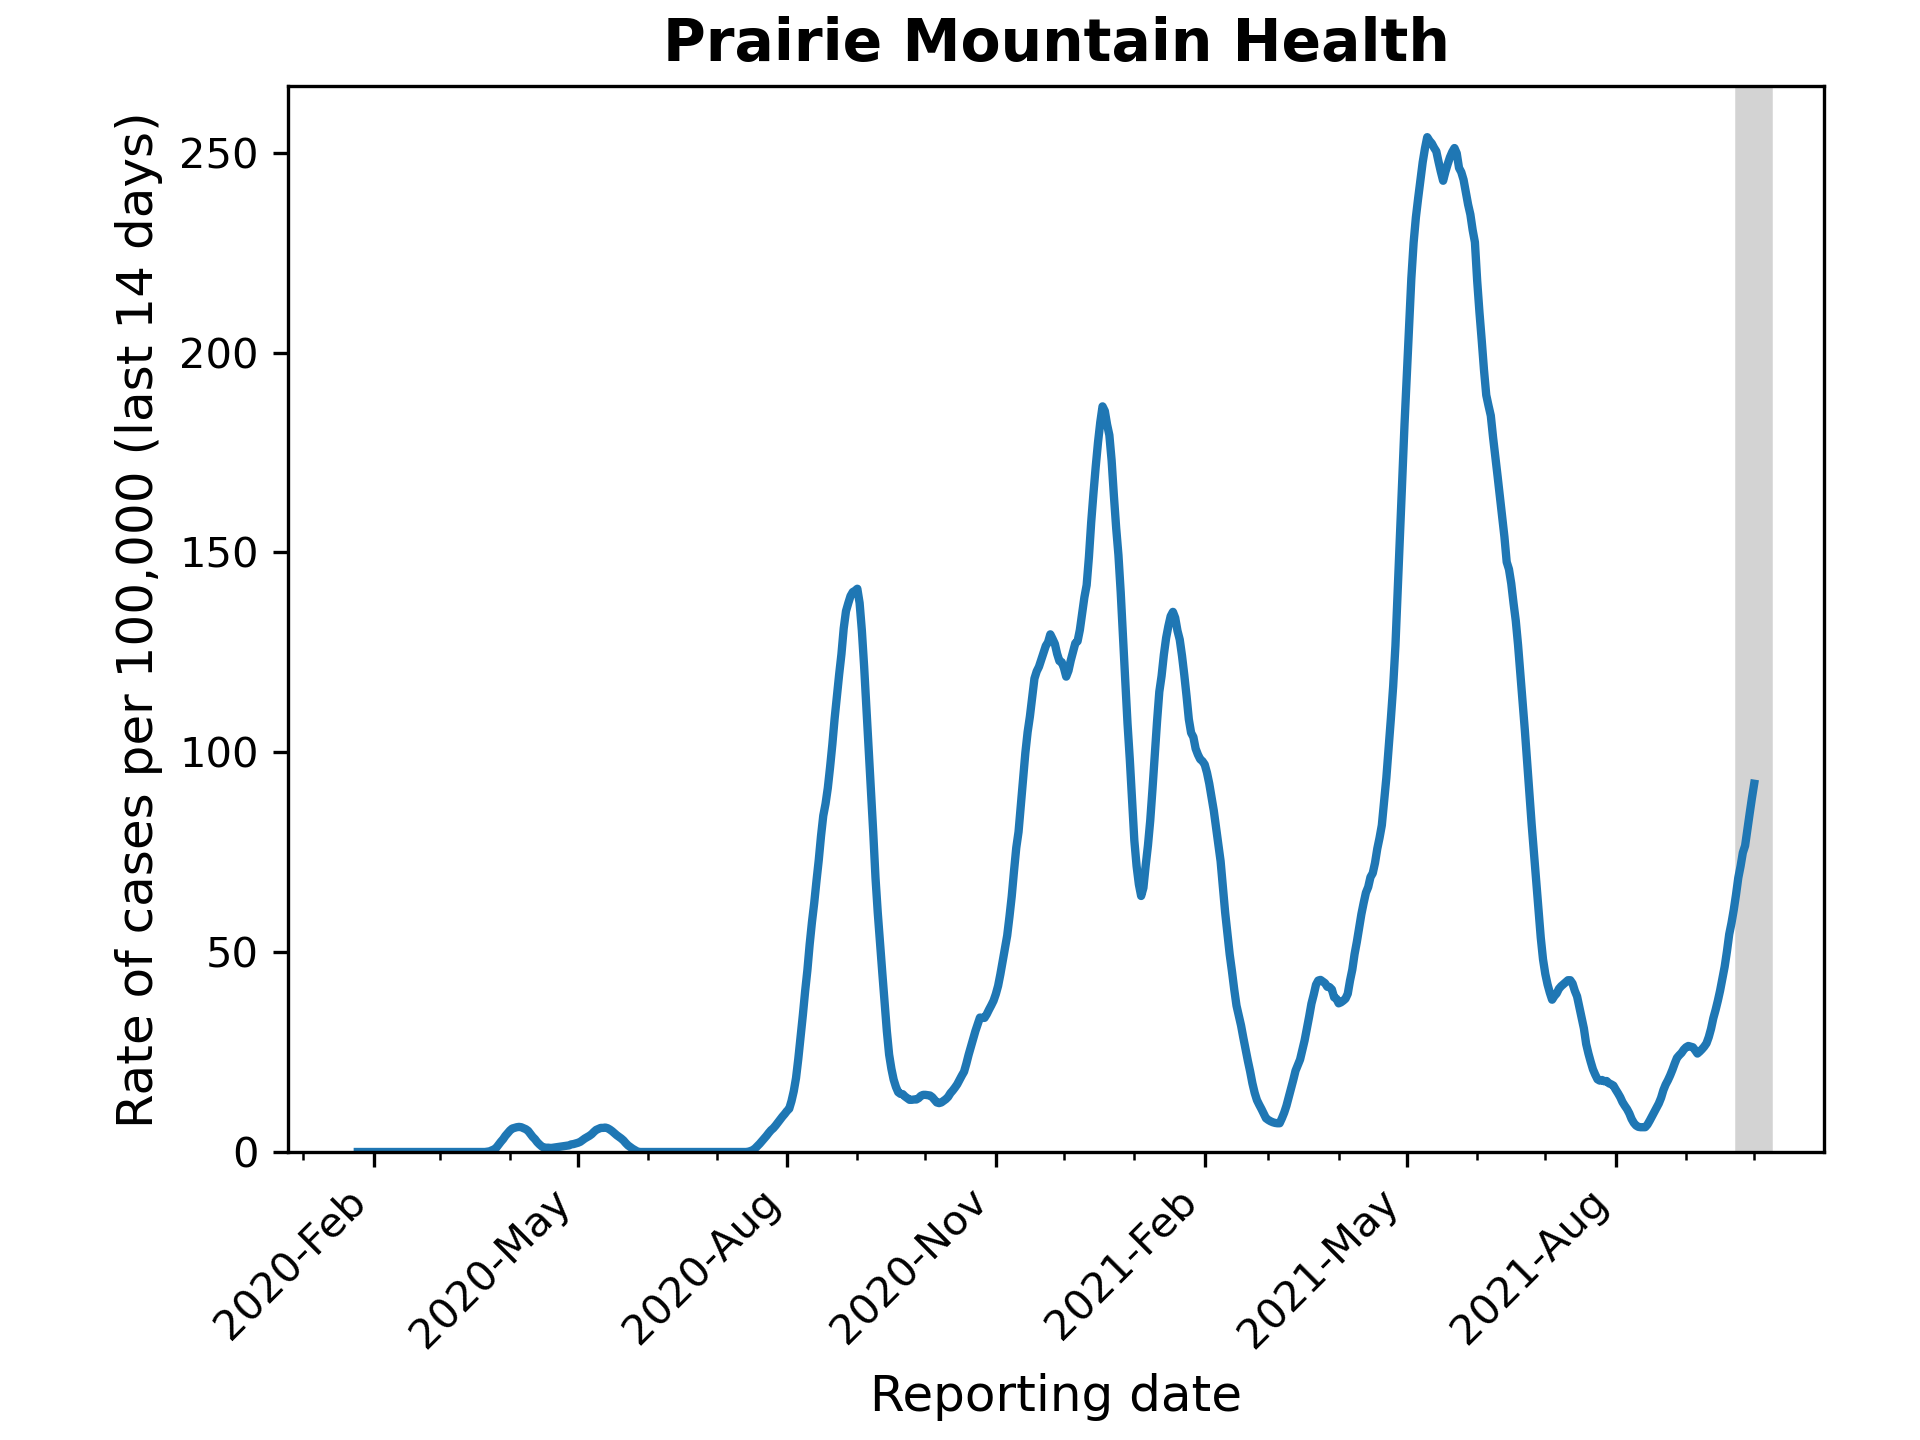 Prairie Mountain Health
Rate of cases per 100,000 (last 14 days)
250
200
150
100
50
0
2020-Feb
2020-May
2020-Aug
2020-Nov
2021-Feb
2021-May
2021-Aug
Reporting date